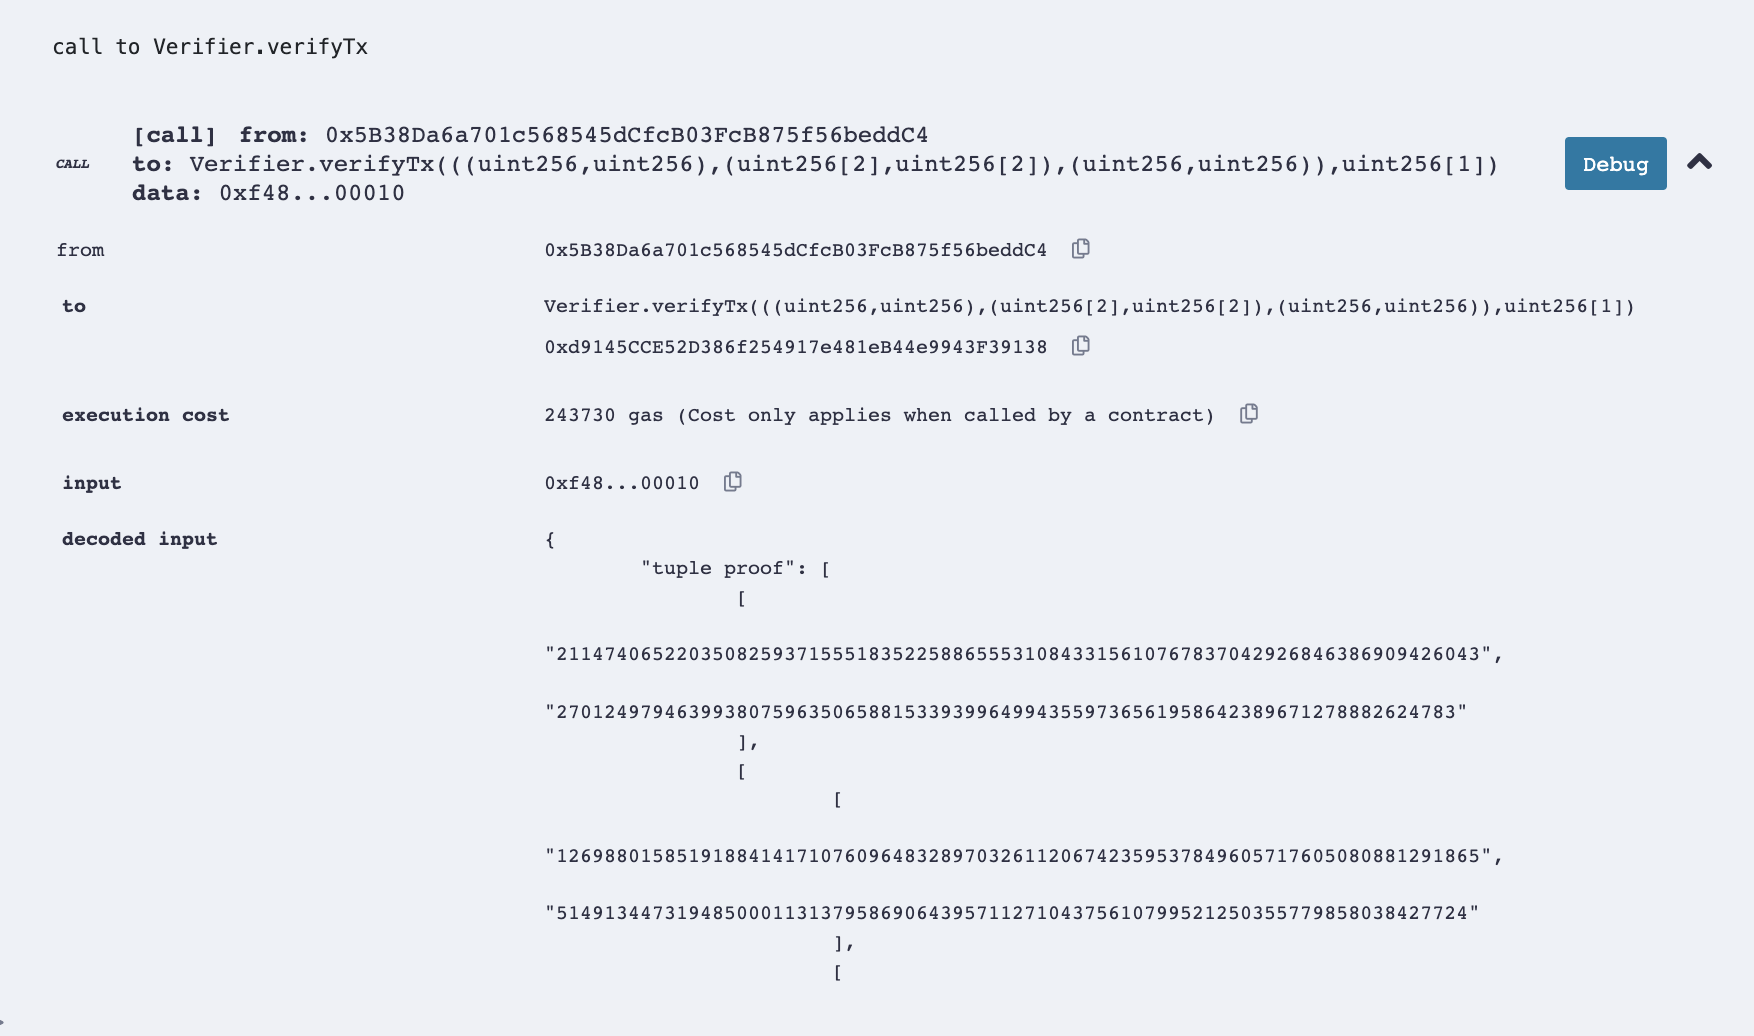 call to Verifier.verifyTx
[call] from: 0x5B38Da6a701c568545dCfcB03FcB875f56beddC4
CALL
to: Verifier.verifyTx(((uint256,uint256),(uint256[2],uint256[2]),(uint256,uint256)),uint256[1])
data: 0xf48...00010
Debug
from 0x5B38Da6a701c568545dCfcB03FcB875f56beddC4
to Verifier.verifyTx(((uint256,uint256),(uint256[2],uint256[2]),(uint256,uint256)),uint256[1])
0xd9145CCE52D386f254917e481eB44e9943F39138
execution cost 243730 gas (Cost only applies when called by a contract)
input 0xf48...00010
decoded input {
"tuple proof": [
[
"21147406522035082593715551835225886555310843315610767837042926846386909426043",
"2701249794639938075963506588153393996499435597365619586423896712788826247​83"
],
[
[
"12698801585191884141710760964832897032611206742359537849605717605080881291865",
"5149134473194850001131379586906439571127104375610799521250355779858038427724"
],
[